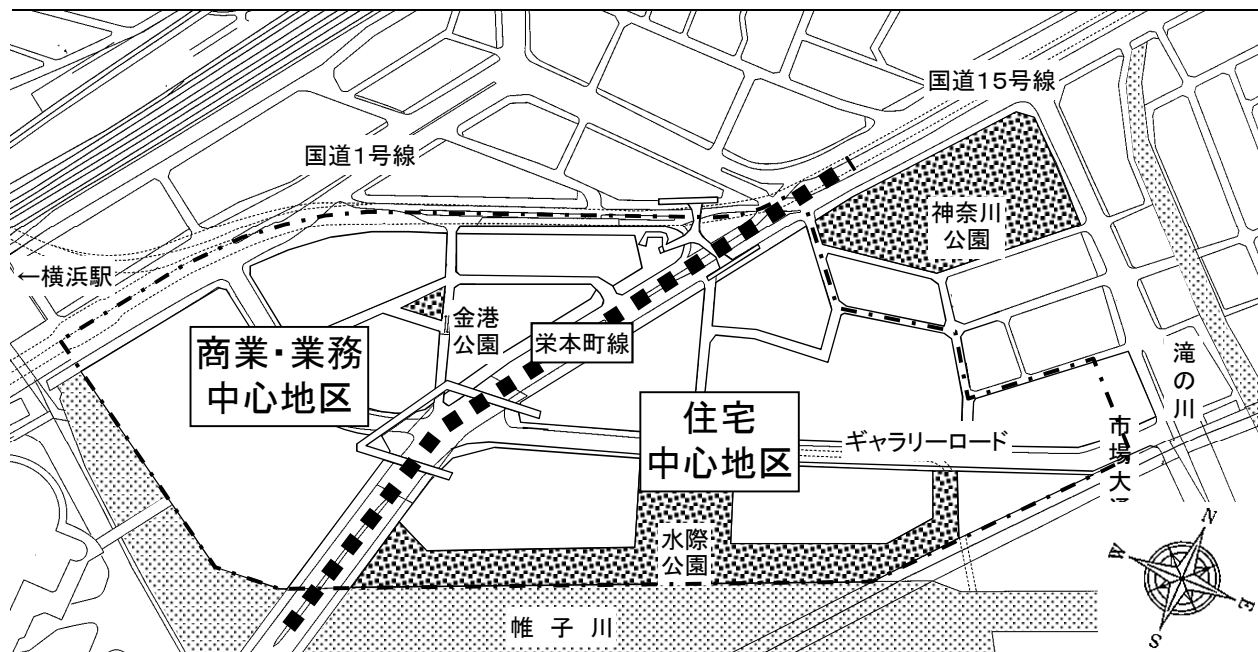 国道15号線
国道1号線
神奈川
公園
←横浜駅
金港
公園
栄本町線
商業・業務
中心地区
住宅
中心地区
ギャラリーロード
滝の川
市場大通
水際
公園
帷子川
N
W
E
S